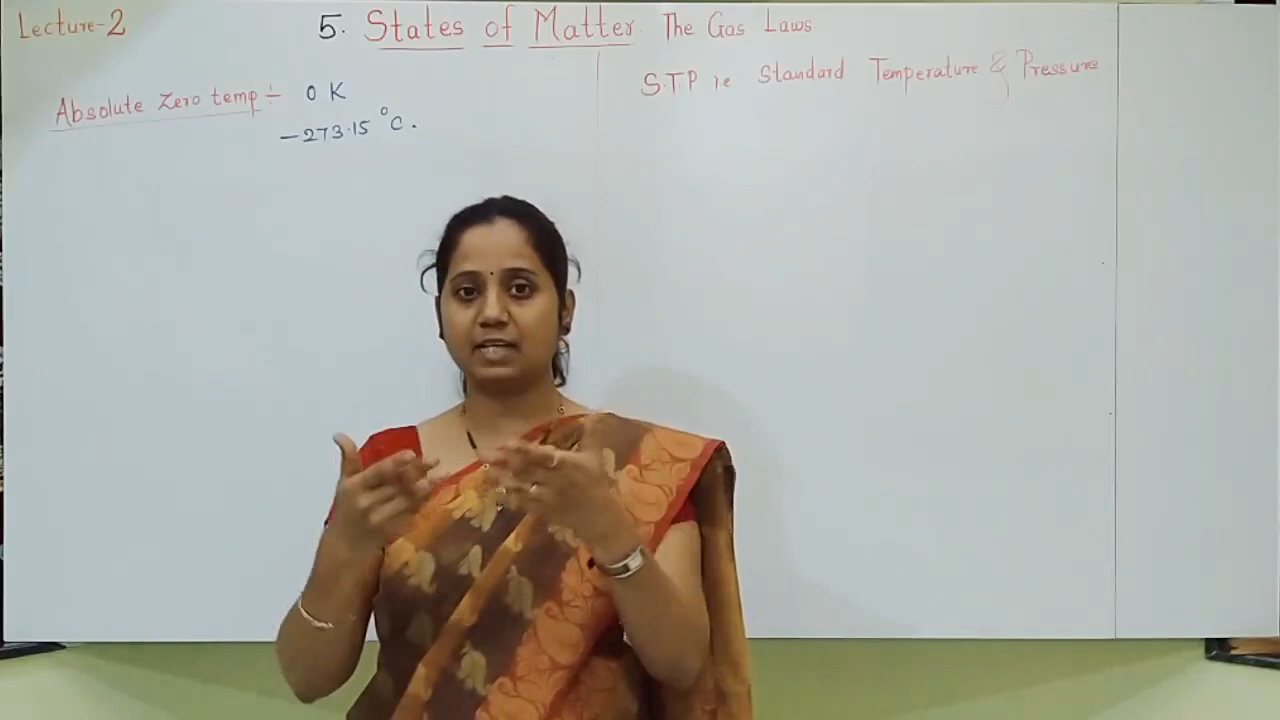 Lecture-2
5. States of Matter. The Gas Laws
Absolute Zero temp ÷ 0 K
-273.15 °C.
S.T.P ie. Standard Temperature & Pressure